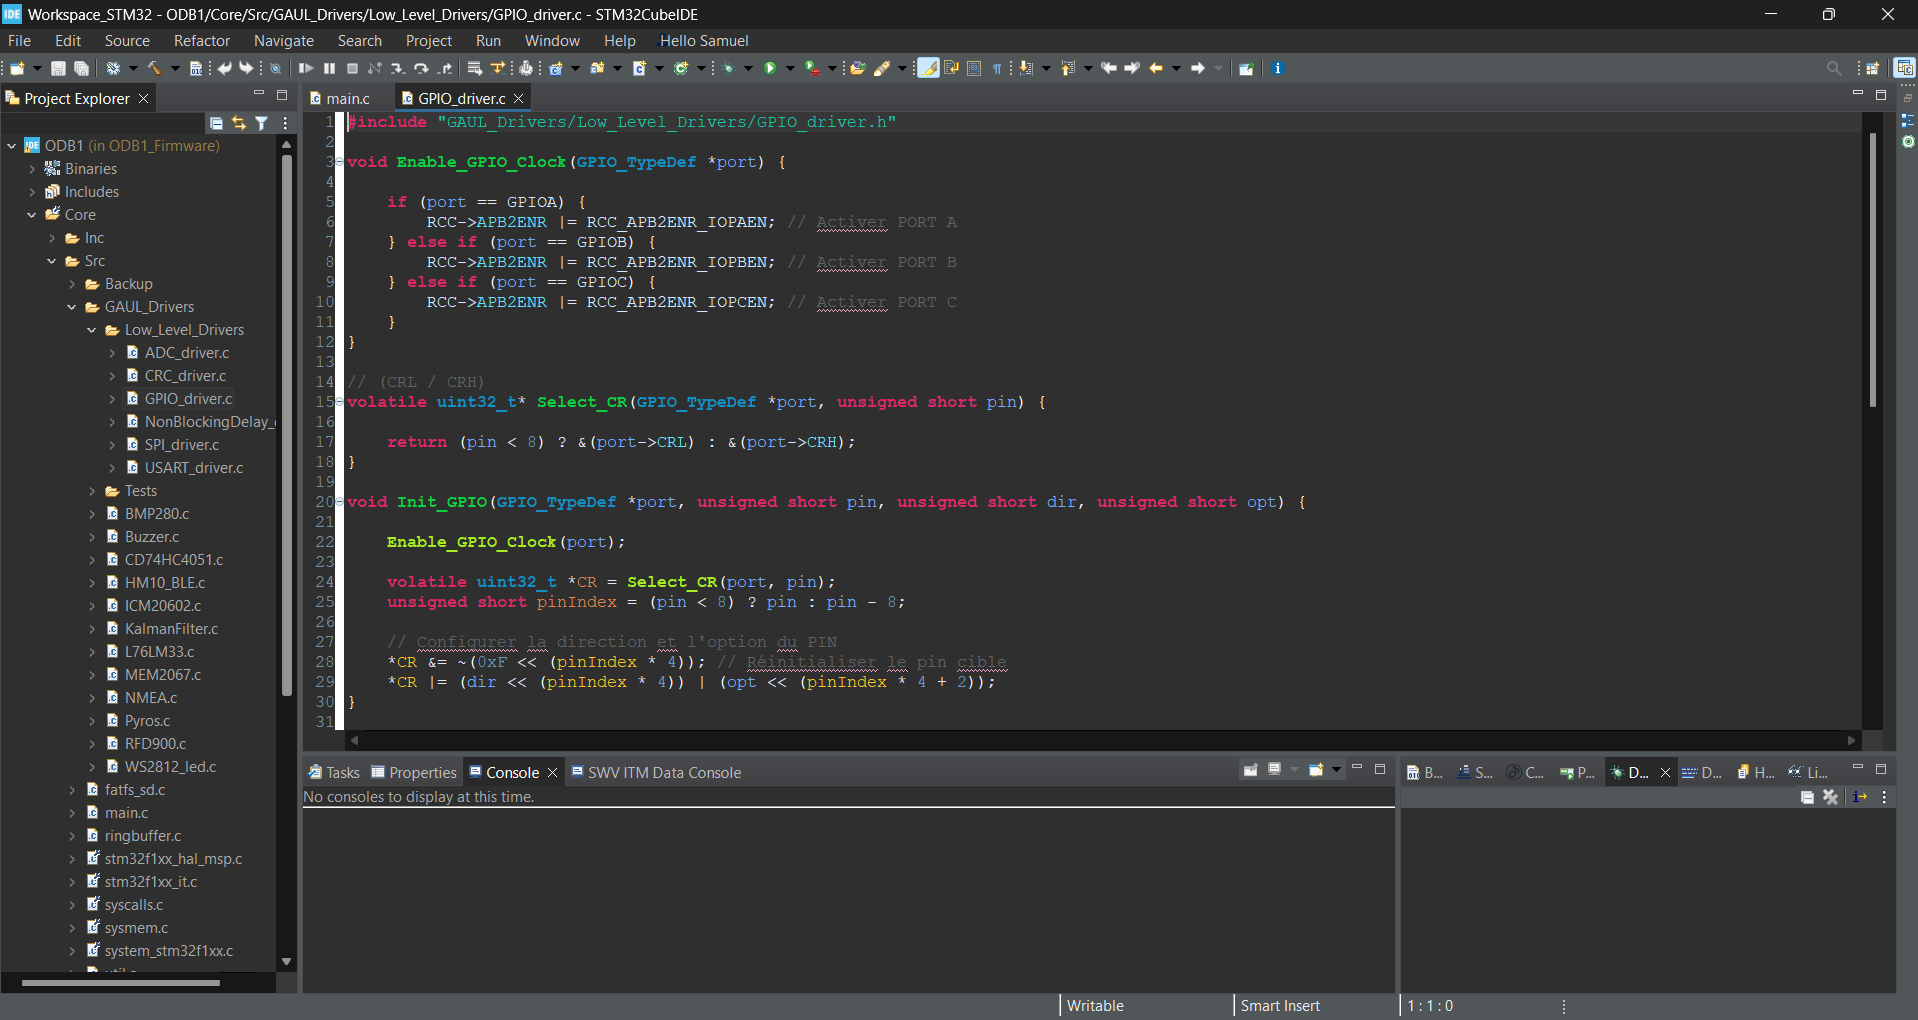 Workspace_STM32 - ODB1/Core/Src/GAUL_Drivers/Low_Level_Drivers/GPIO_driver.c - STM32CubeIDE
File Edit Source Refactor Navigate Search Project Run Window Help Hello Samuel
Project Explorer
ODB1 (in ODB1_Firmware)
Binaries
Includes
Core
Inc
Src
Backup
GAUL_Drivers
Low_Level_Drivers
ADC_driver.c
CRC_driver.c
GPIO_driver.c
NonBlockingDelay_
SPI_driver.c
USART_driver.c
Tests
BMP280.c
Buzzer.c
CD74HC4051.c
HM10_BLE.c
ICM20602.c
KalmanFilter.c
L76LM33.c
MEM2067.c
NMEA.c
Pyros.c
RFD900.c
WS2812_led.c
fatfs_sd.c
main.c
ringbuffer.c
stm32f1xx_hal_msp.c
stm32f1xx_it.c
syscalls.c
sysmem.c
system_stm32f1xx.c
main.c GPIO_driver.c
1 #include "GAUL_Drivers/Low_Level_Drivers/GPIO_driver.h"
2
3 void Enable_GPIO_Clock(GPIO_TypeDef *port) {
4
5 if (port == GPIOA) {
6 RCC->APB2ENR |= RCC_APB2ENR_IOPAEN; // Activer PORT A
7 } else if (port == GPIOB) {
8 RCC->APB2ENR |= RCC_APB2ENR_IOPBEN; // Activer PORT B
9 } else if (port == GPIOC) {
10 RCC->APB2ENR |= RCC_APB2ENR_IOPCEN; // Activer PORT C
11 }
12 }
13
14 // (CRL / CRH)
15 volatile uint32_t* Select_CR(GPIO_TypeDef *port, unsigned short pin) {
16
17 return (pin < 8) ? &(port->CRL) : &(port->CRH);
18 }
19
20 void Init_GPIO(GPIO_TypeDef *port, unsigned short pin, unsigned short dir, unsigned short opt) {
21
22 Enable_GPIO_Clock(port);
23
24 volatile uint32_t *CR = Select_CR(port, pin);
25 unsigned short pinIndex = (pin < 8) ? pin : pin - 8;
26
27 // Configurer la direction et l'option du PIN
28 *CR &= ~(0xF << (pinIndex * 4)); // Réinitialiser le pin cible
29 *CR |= (dir << (pinIndex * 4)) | (opt << (pinIndex * 4 + 2));
30 }
31
Tasks Properties Console SWV ITM Data Console
No consoles to display at this time.
B... S... C... P... D... D... H... Li...
Writable Smart Insert 1 : 1 : 0